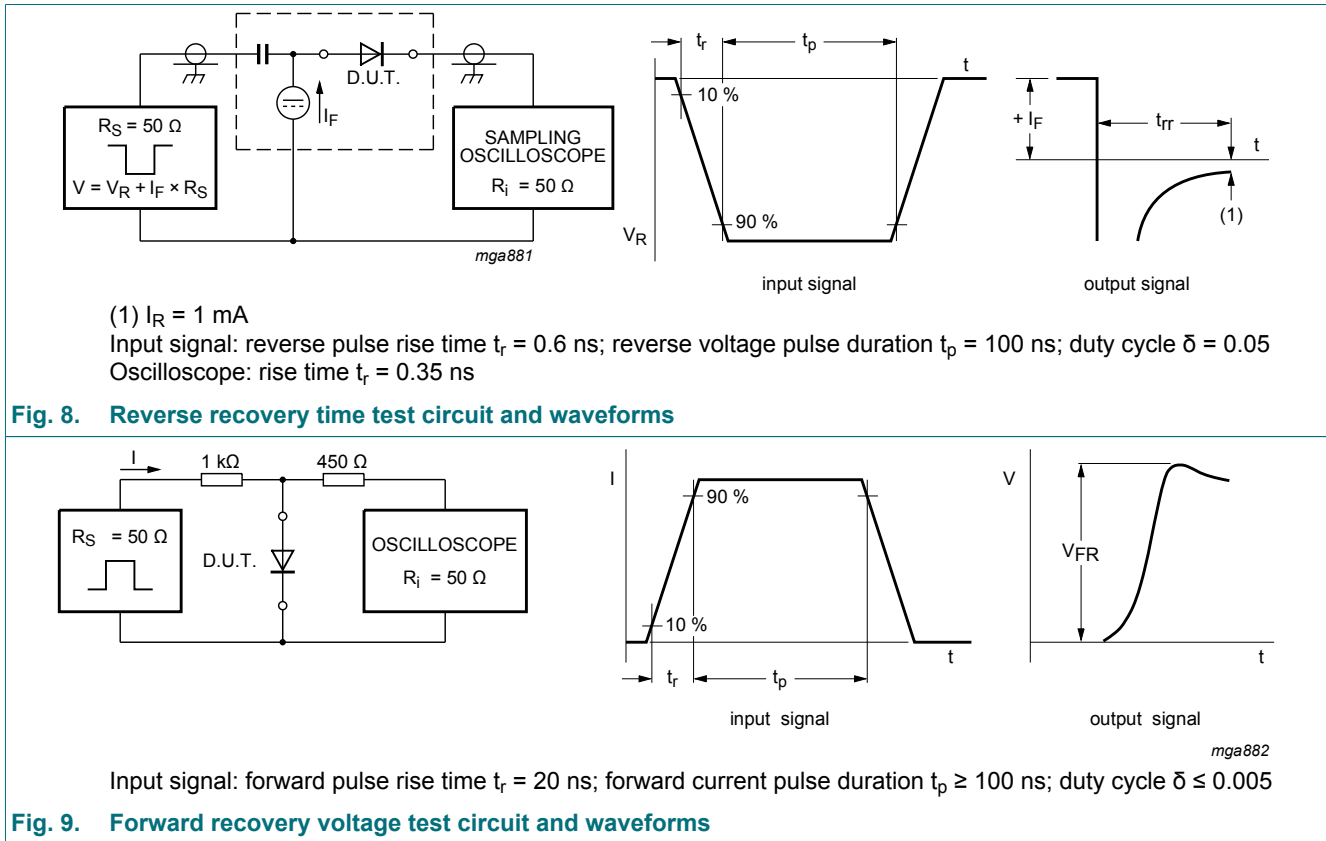 D.U.T.
I_F
R_S = 50 Ω
V = V_R + I_F × R_S
SAMPLING
OSCILLOSCOPE
R_i = 50 Ω
mga881
t_r
t_p
t
10 %
90 %
V_R
input signal
+ I_F
t_rr
t
(1)
output signal
(1) I_R = 1 mA
Input signal: reverse pulse rise time t_r = 0.6 ns; reverse voltage pulse duration t_p = 100 ns; duty cycle δ = 0.05
Oscilloscope: rise time t_r = 0.35 ns
Fig. 8. Reverse recovery time test circuit and waveforms
I
1 kΩ
450 Ω
R_S = 50 Ω
D.U.T.
OSCILLOSCOPE
R_i = 50 Ω
I
90 %
10 %
t
t_r
t_p
input signal
V
V_FR
t
output signal
mga882
Input signal: forward pulse rise time t_r = 20 ns; forward current pulse duration t_p ≥ 100 ns; duty cycle δ ≤ 0.005
Fig. 9. Forward recovery voltage test circuit and waveforms